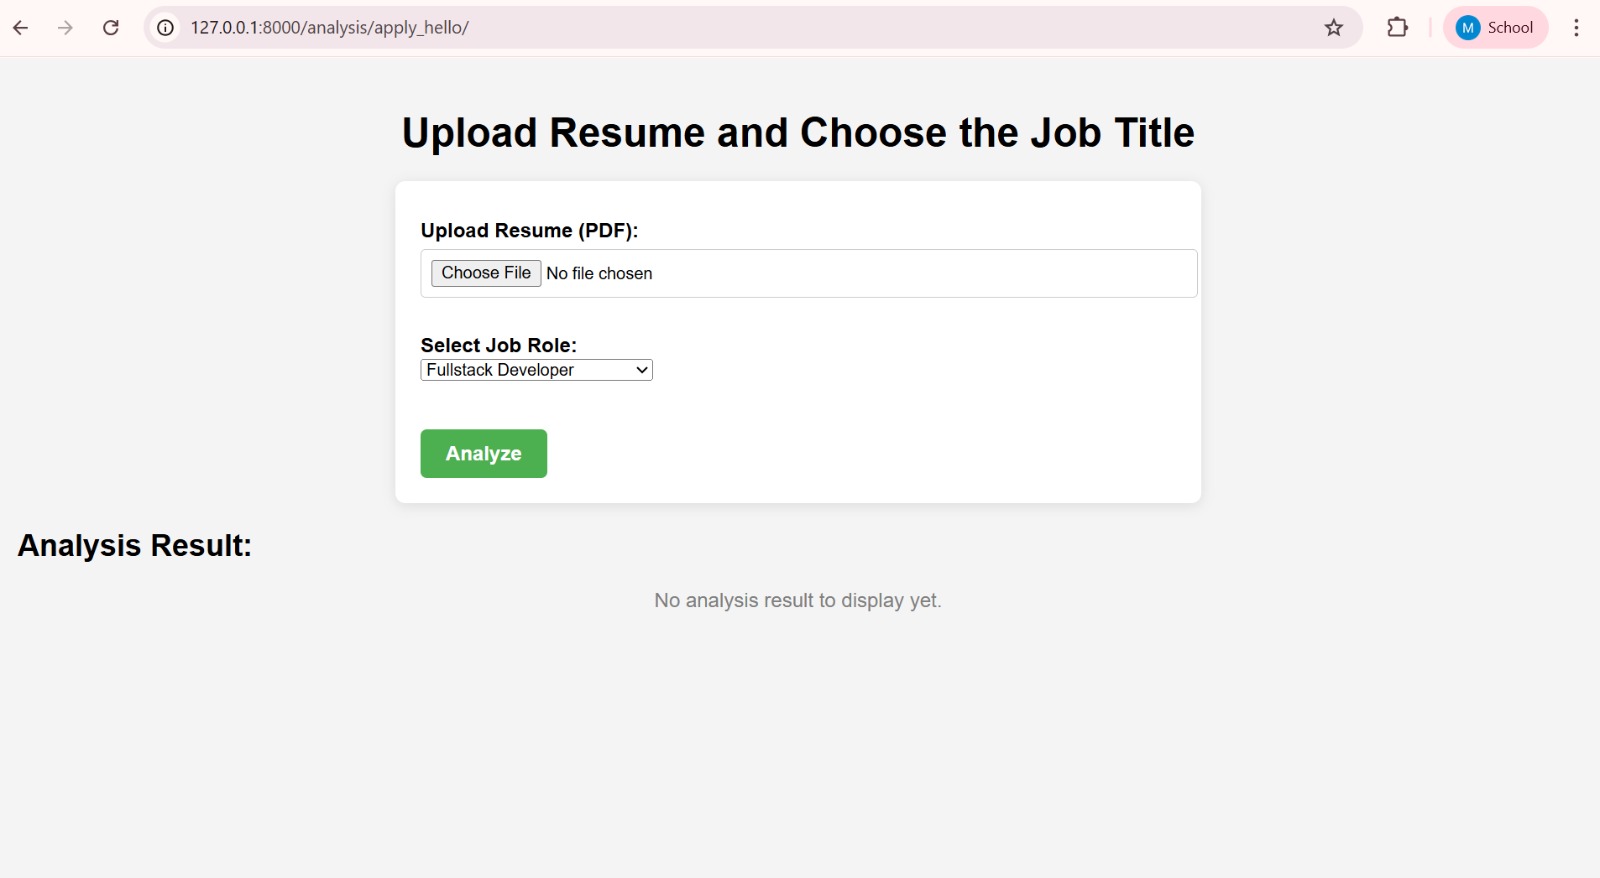 127.0.0.1:8000/analysis/apply_hello/
M School
Upload Resume and Choose the Job Title
Upload Resume (PDF):
Choose File No file chosen
Select Job Role:
Fullstack Developer
Analyze
Analysis Result:
No analysis result to display yet.